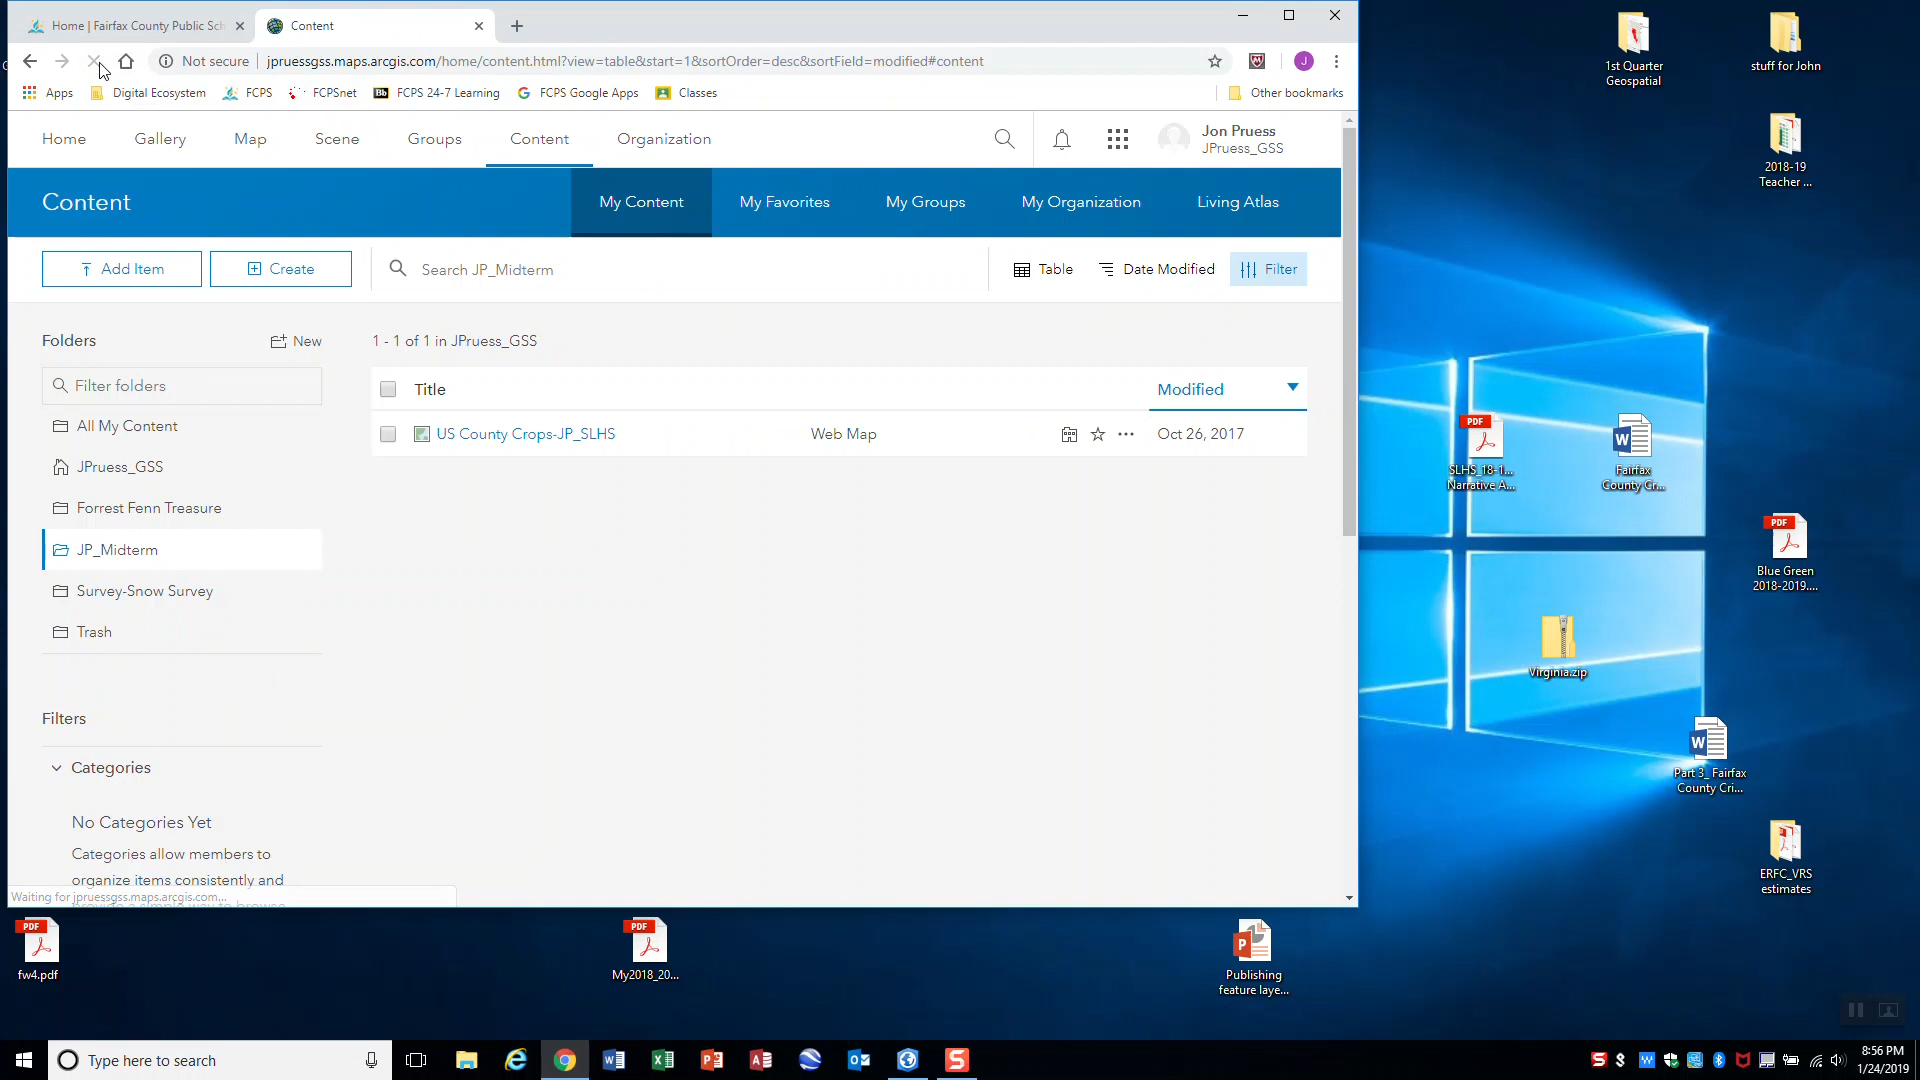 Home | Fairfax County Public Sch
Content
Not secure
jpruessgss.maps.arcgis.com/home/content.html?view=table&start=1&sortOrder=desc&sortField=modified#content
J
Apps
Digital Ecosystem
FCPS
FCPSnet
Bb
FCPS 24-7 Learning
FCPS Google Apps
Classes
Other bookmarks
Home
Gallery
Map
Scene
Groups
Content
Organization
Jon Pruess
JPruess_GSS
Content
My Content
My Favorites
My Groups
My Organization
Living Atlas
Add Item
Create
Search JP_Midterm
Table
Date Modified
Filter
Folders
New
1 - 1 of 1 in JPruess_GSS
Filter folders
Title
Modified
All My Content
US County Crops-JP_SLHS
Web Map
Oct 26, 2017
JPruess_GSS
Forrest Fenn Treasure
JP_Midterm
Survey-Snow Survey
Trash
Filters
Categories
No Categories Yet
Categories allow members to
organize items consistently and
Waiting for jpruessgss.maps.arcgis.com...
1st Quarter
Geospatial
stuff for John
2018-19
Teacher ...
PDF
SLHS_18-1...
Narrative A...
W
Fairfax
County Cr...
PDF
Blue Green
2018-2019....
Virginia.zip
W
Part 3_ Fairfax
County Cri...
ERFC_VRS
estimates
PDF
fw4.pdf
PDF
My2018_20...
P
Publishing
feature laye...
Type here to search
8:56 PM
1/24/2019